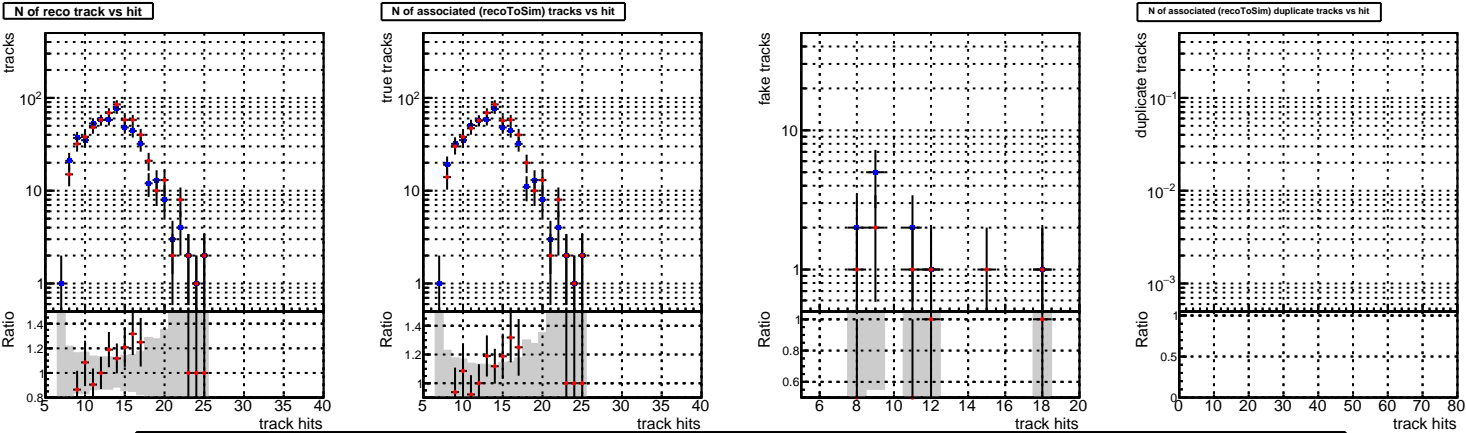 N of reco track vs hit
tracks
10²
10
1
Ratio
1.4
1.2
1
0.8
5 10 15 20 25 30 35 40
track hits
N of associated (recoToSim) tracks vs hit
true tracks
10²
10
1
Ratio
1.4
1.2
1
5 10 15 20 25 30 35 40
track hits
fake tracks
10
1
Ratio
1
0.8
0.6
6 8 10 12 14 16 18 20
track hits
N of associated (recoToSim) duplicate tracks vs hit
duplicate tracks
10⁻¹
10⁻²
10⁻³
Ratio
1
0.5
0
0 10 20 30 40 50 60 70 80
track hits